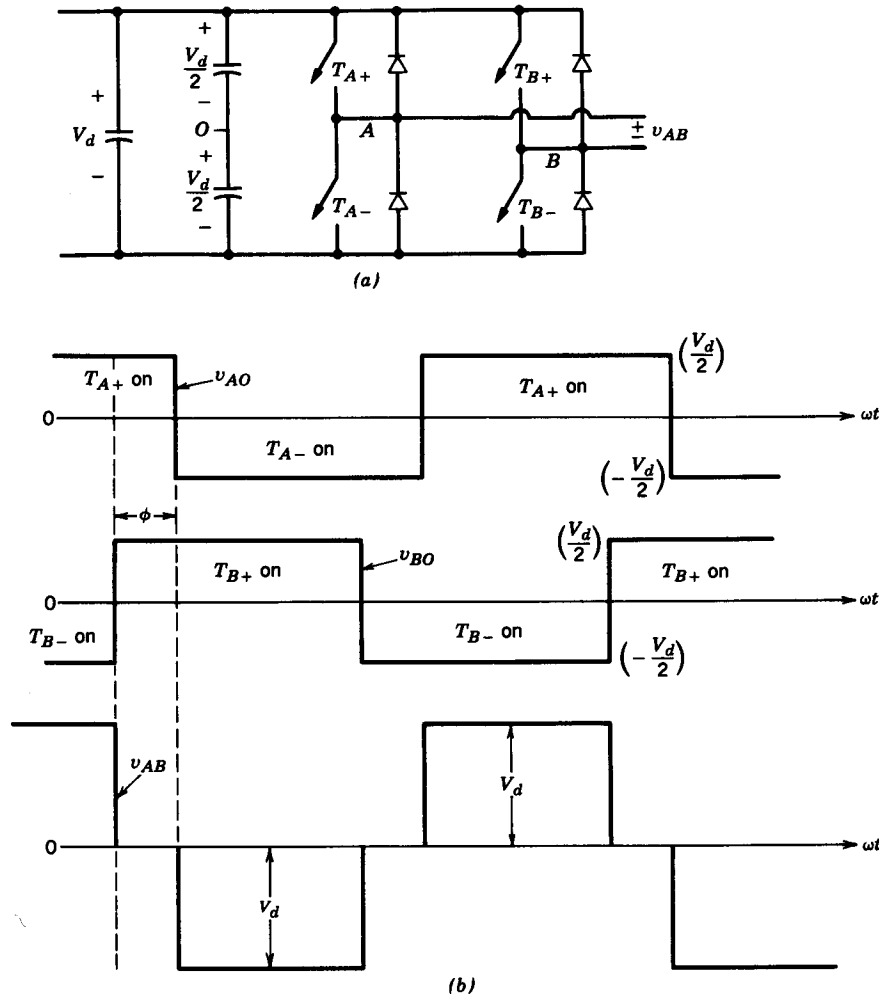 +
V_d
−
+
V_d/2
−
O
+
V_d/2
−
T_A+
T_B+
A
B
± v_AB
T_A−
T_B−
(a)
T_A+ on
v_AO
T_A+ on
(V_d/2)
0
ωt
T_A− on
(−V_d/2)
ϕ
T_B+ on
v_BO
(V_d/2)
T_B+ on
0
ωt
T_B− on
T_B− on
(−V_d/2)
v_AB
V_d
0
ωt
V_d
(b)